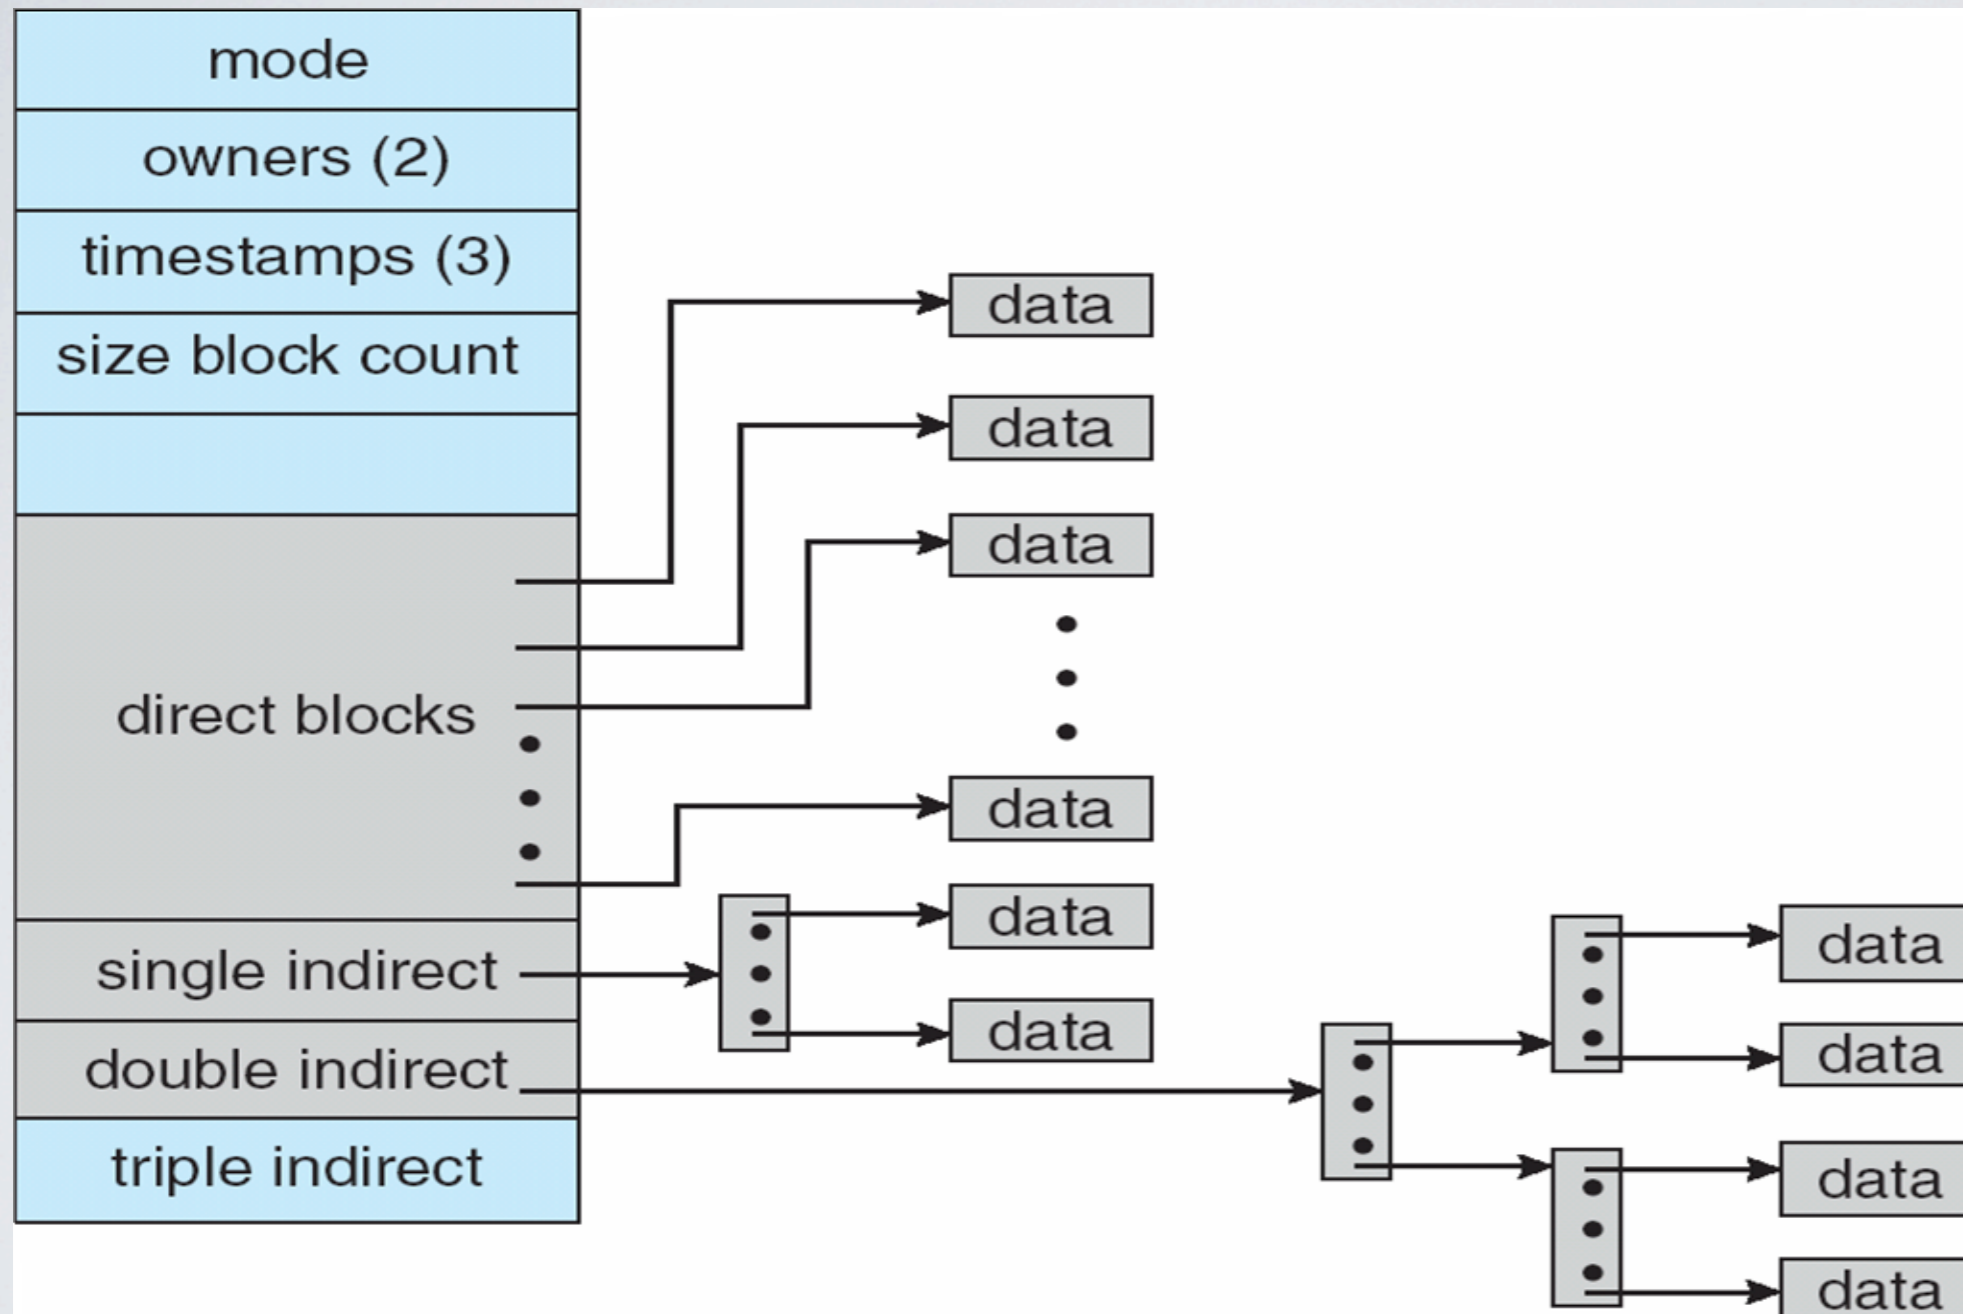 mode
owners (2)
timestamps (3)
size block count
direct blocks
single indirect
double indirect
triple indirect
data
data
data
data
data
data
data
data
data
data